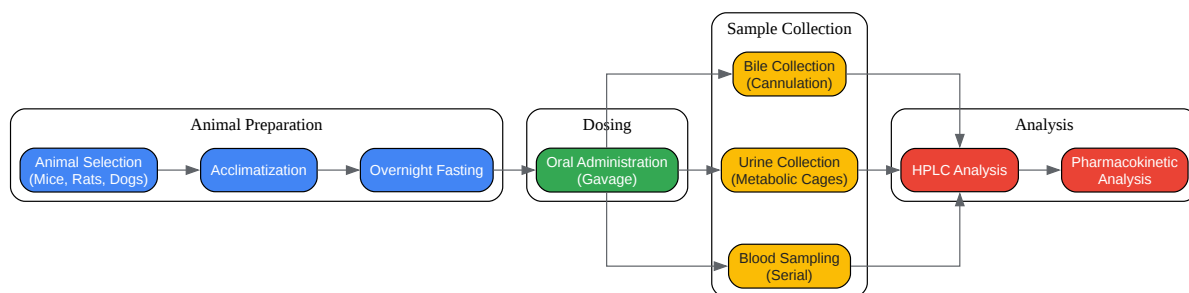 Animal Preparation
Animal Selection
(Mice, Rats, Dogs)
Acclimatization
Overnight Fasting
Dosing
Oral Administration
(Gavage)
Sample Collection
Bile Collection
(Cannulation)
Urine Collection
(Metabolic Cages)
Blood Sampling
(Serial)
Analysis
HPLC Analysis
Pharmacokinetic
Analysis